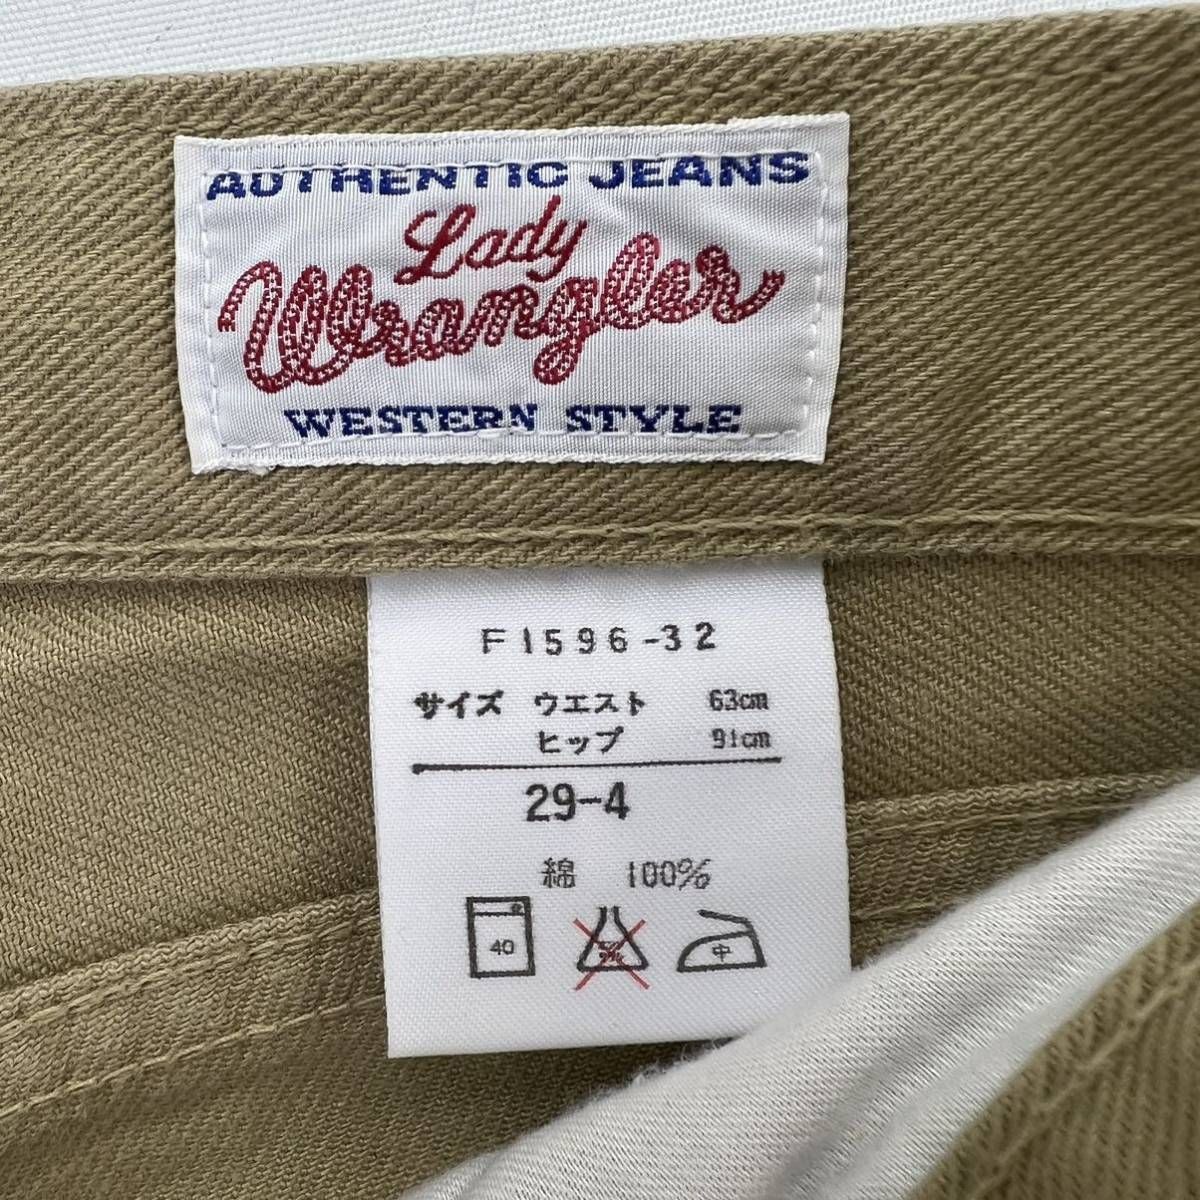 AUTHENTIC JEANS
Lady
Wrangler
WESTERN STYLE
F1596-32
サイズ ウエスト 63cm
ヒップ 91cm
29-4
綿 100%
40 中